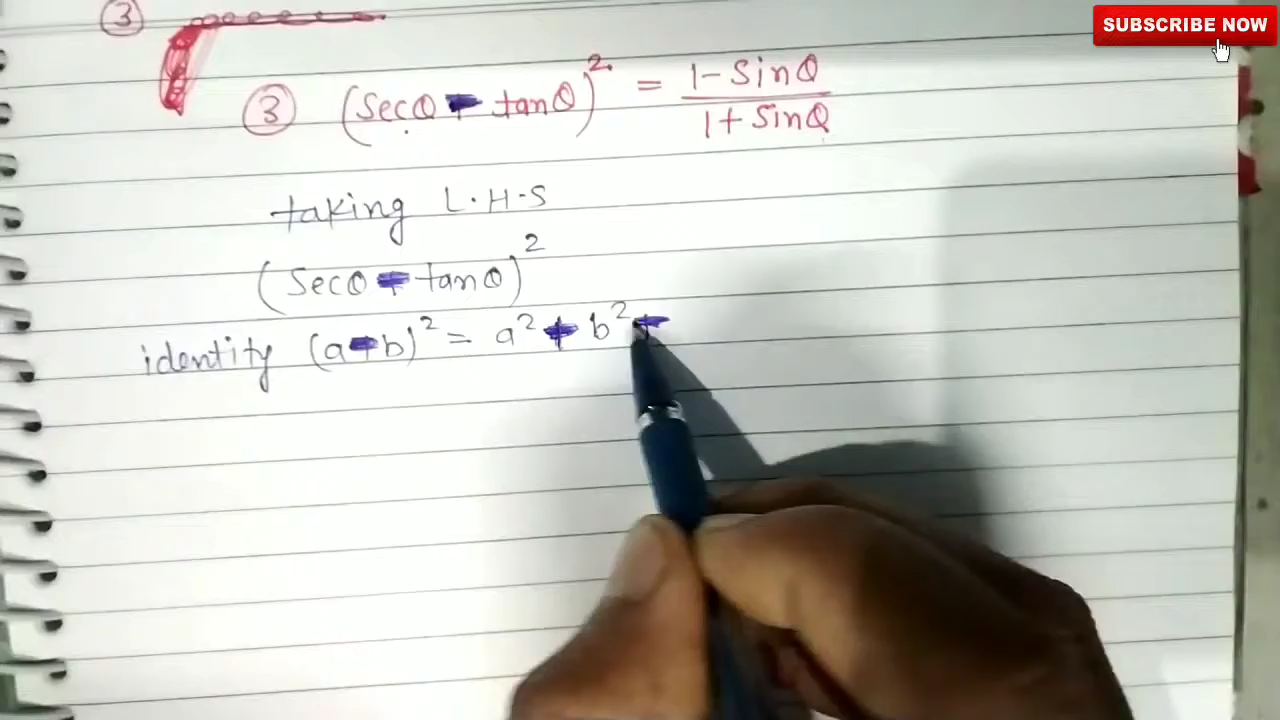 SUBSCRIBE NOW
③
③ (Secθ - tanθ)² = 1 - Sinθ / 1 + Sinθ
taking L.H.S
(Secθ - tanθ)²
identity (a - b)² = a² + b² -